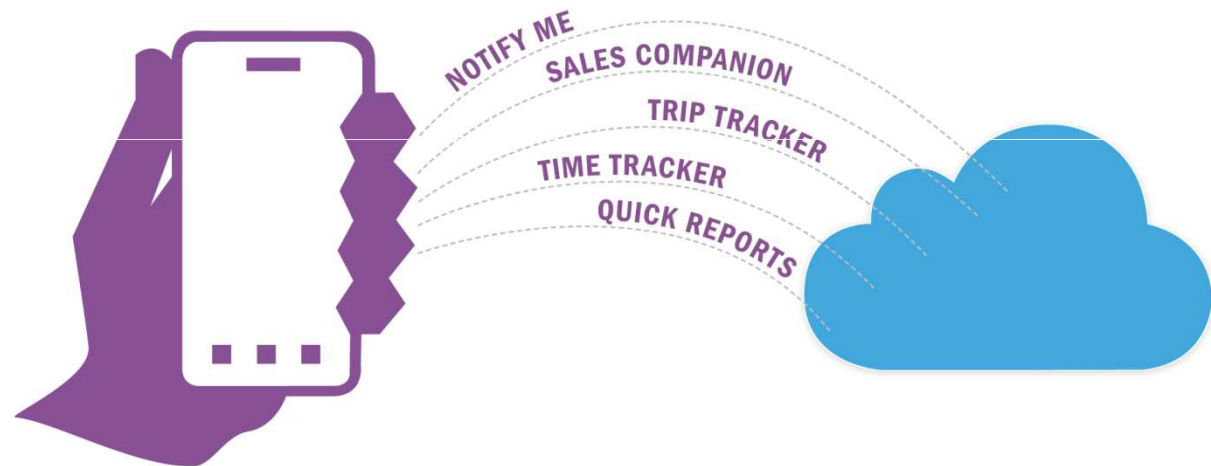 NOTIFY ME
SALES COMPANION
TRIP TRACKER
TIME TRACKER
QUICK REPORTS